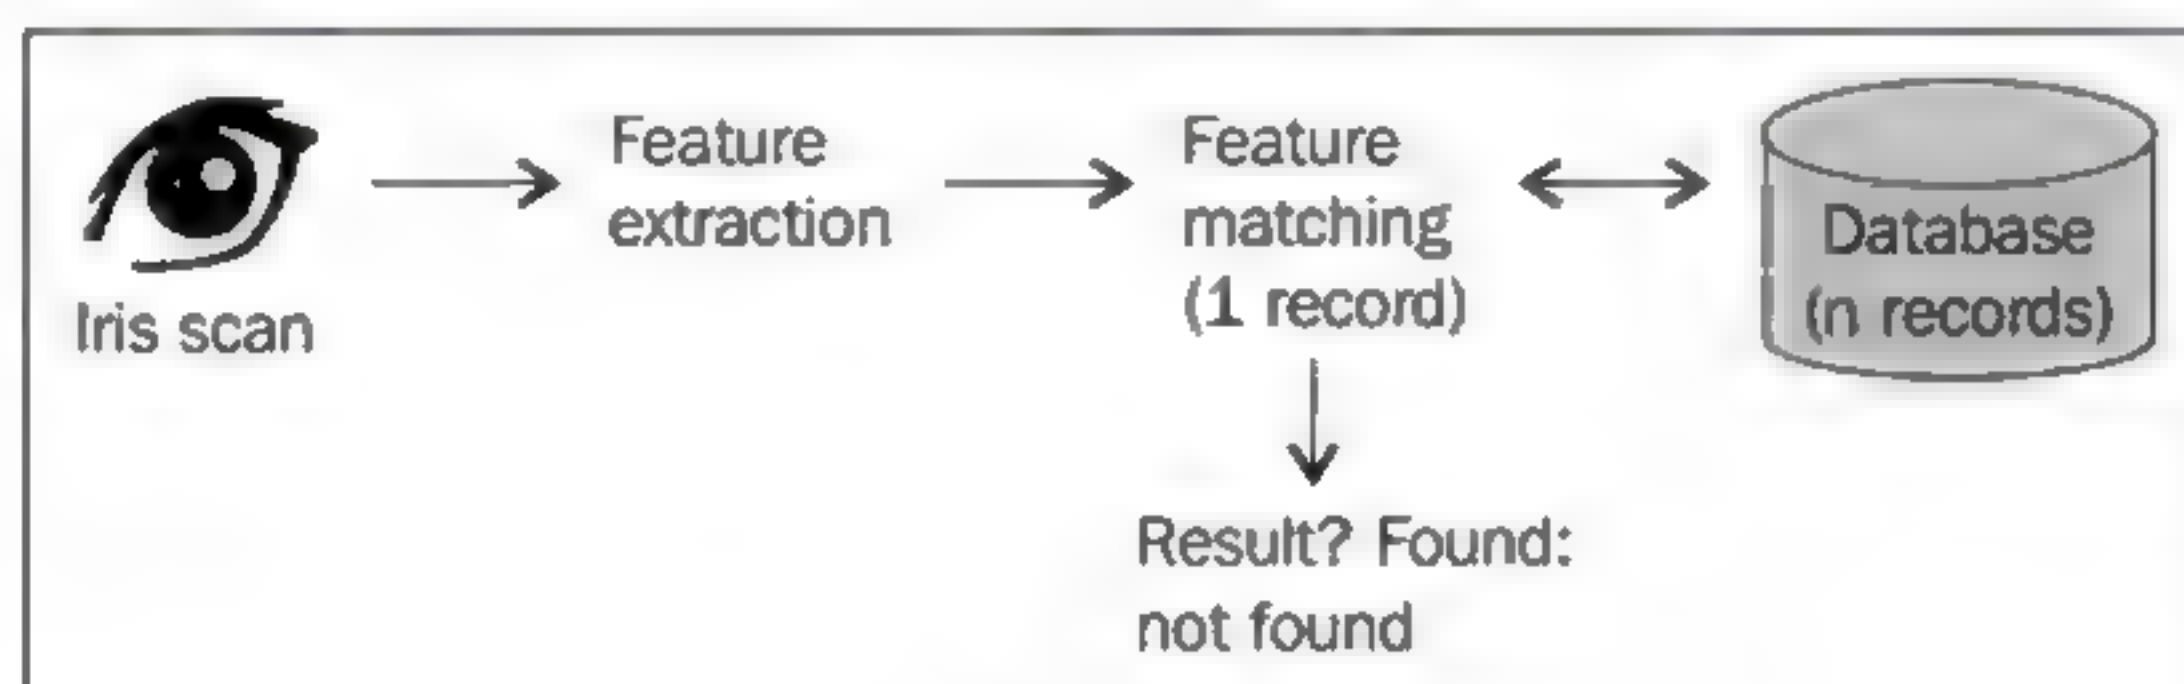 Iris scan
Feature
extraction
Feature
matching
(1 record)
Database
(n records)
Result? Found:
not found